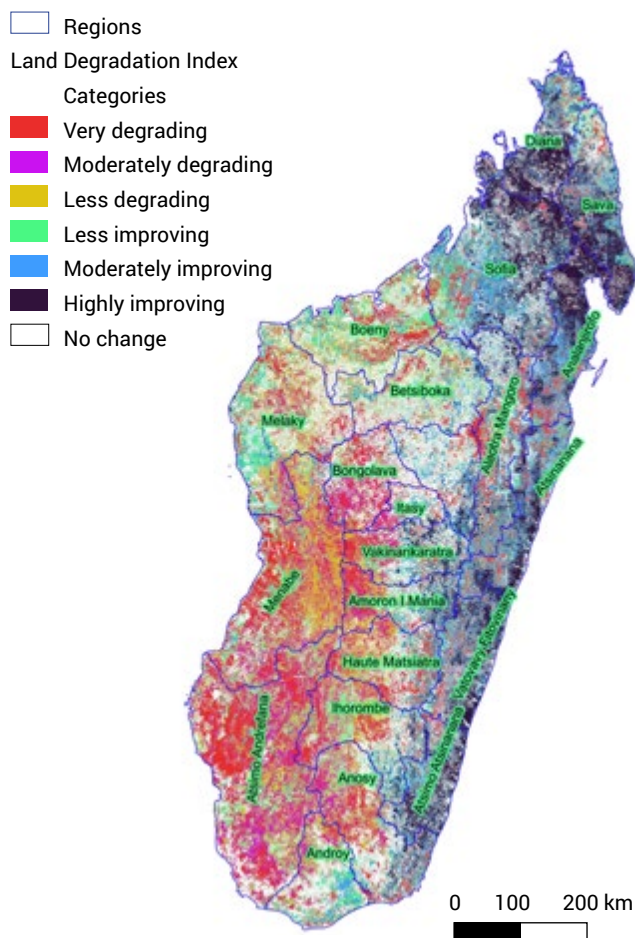 Regions
Land Degradation Index
Categories
Very degrading
Moderately degrading
Less degrading
Less improving
Moderately improving
Highly improving
No change
Diana
Sava
Sofia
Boeny
Analanjirofo
Betsiboka
Melaky
Alaotra Mangoro
Atsinanana
Bongolava
Itasy
Vakinankaratra
Menabe
Amoron I Mania
Haute Matsiatra
Vatovavy Fitovinany
Ihorombe
Atsimo Andrefana
Atsimo Atsinanana
Anosy
Androy
0 100 200 km